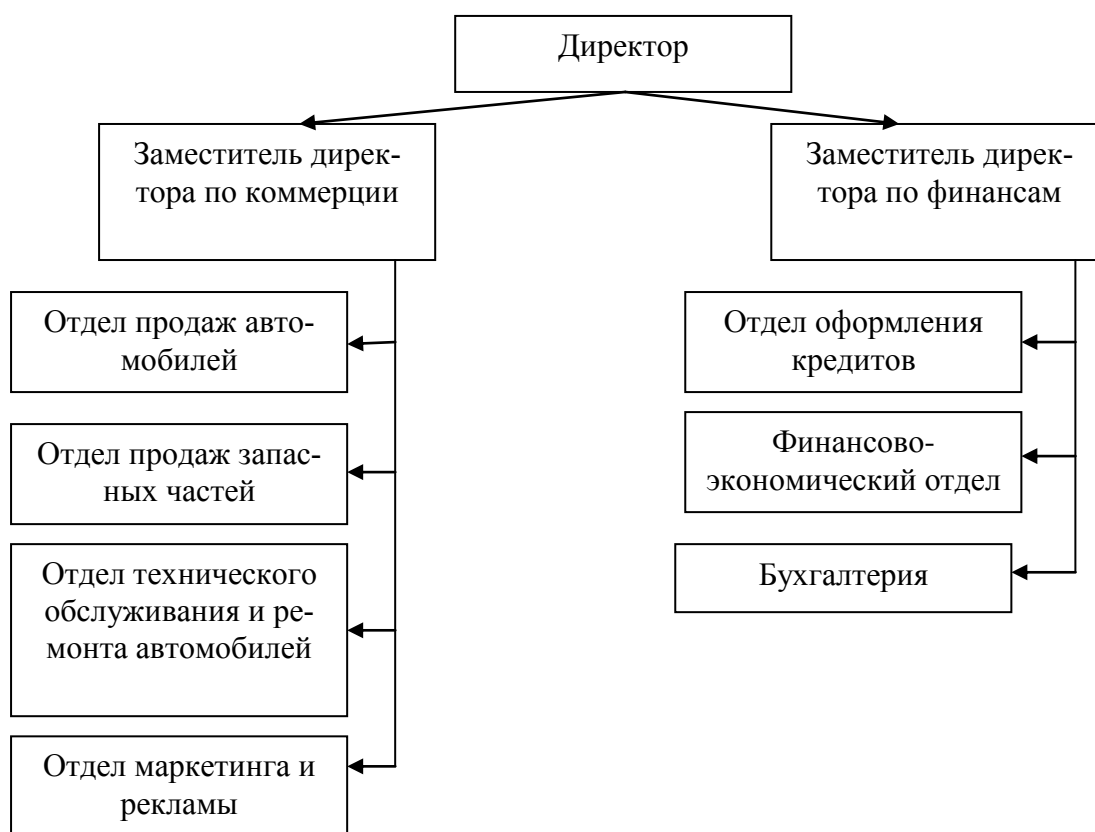 Директор
Заместитель дирек-
тора по коммерции
Заместитель дирек-
тора по финансам
Отдел продаж авто-
мобилей
Отдел продаж запас-
ных частей
Отдел технического
обслуживания и ре-
монта автомобилей
Отдел маркетинга и
рекламы
Отдел оформления
кредитов
Финансово-
экономический отдел
Бухгалтерия